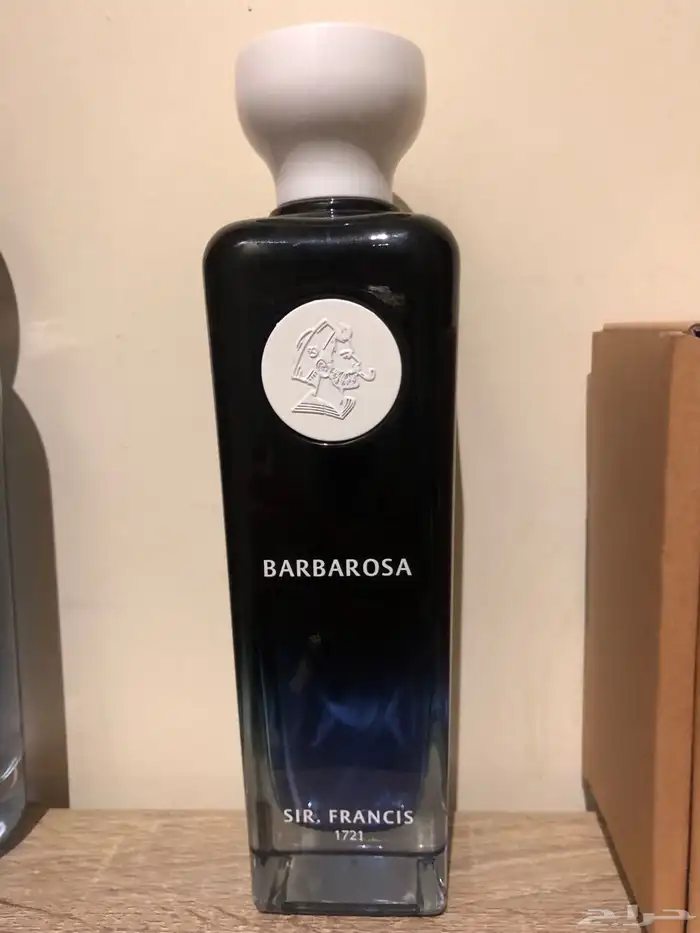 BARBAROSA
SIR. FRANCIS
1721
حراج